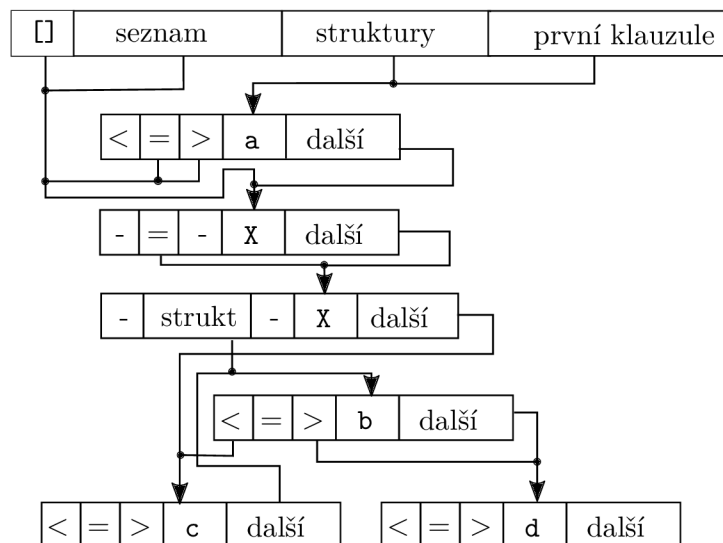 [] seznam struktury první klauzule
< = > a další
- = - X další
- strukt - X další
< = > b další
< = > c další < = > d další